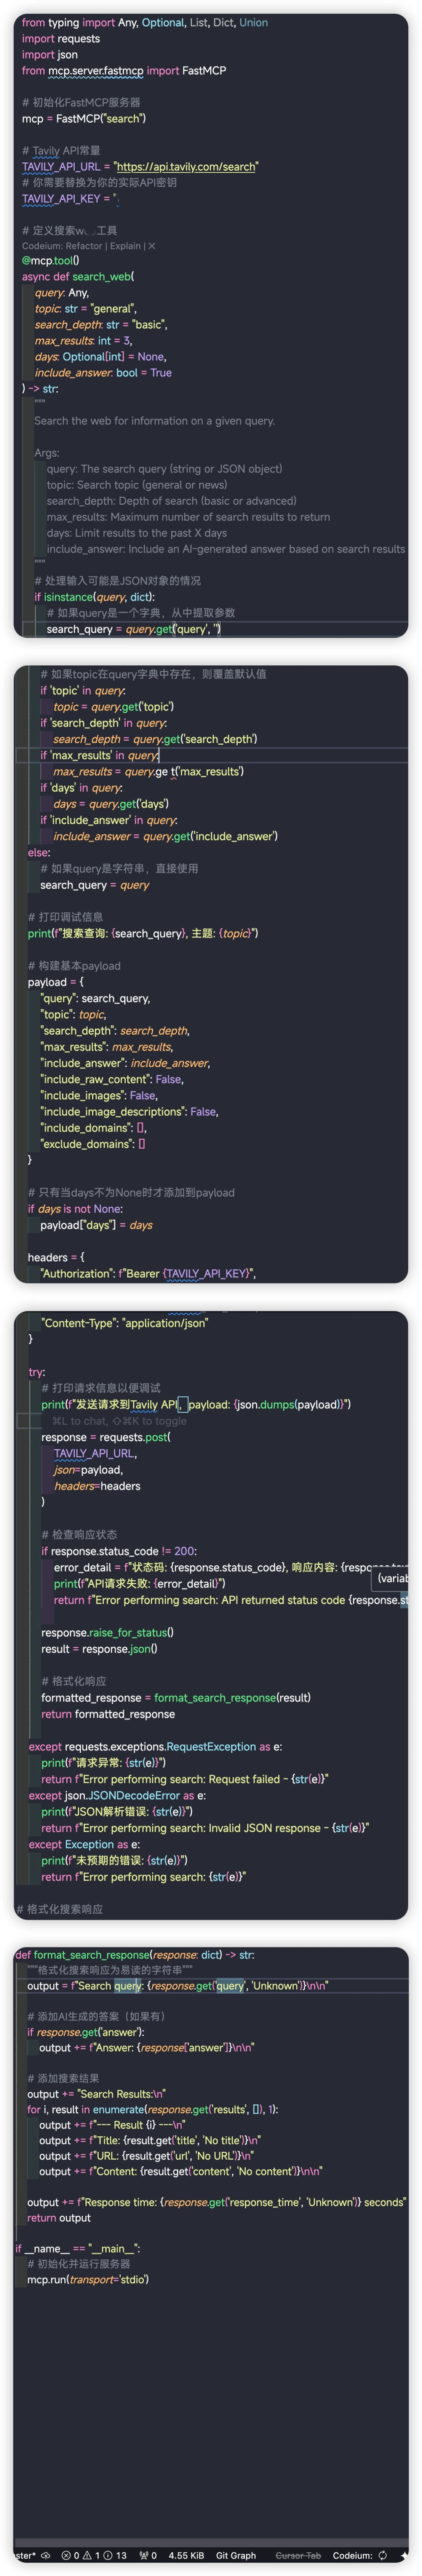 from typing import Any, Optional, List, Dict, Union
import requests
import json
from mcp.server.fastmcp import FastMCP
# 初始化FastMCP服务器
mcp = FastMCP("search")
# Tavily API常量
TAVILY_API_URL = "https://api.tavily.com/search"
# 你需要替换为你的实际API密钥
TAVILY_API_KEY = "
# 定义搜索w 工具
Codeium: Refactor | Explain | ×
@mcp.tool()
async def search_web(
query: Any,
topic: str = "general",
search_depth: str = "basic",
max_results: int = 3,
days: Optional[int] = None,
include_answer: bool = True
) -> str:
"""
Search the web for information on a given query.
Args:
query: The search query (string or JSON object)
topic: Search topic (general or news)
search_depth: Depth of search (basic or advanced)
max_results: Maximum number of search results to return
days: Limit results to the past X days
include_answer: Include an AI-generated answer based on search results
"""
# 处理输入可能是JSON对象的情况
if isinstance(query, dict):
# 如果query是一个字典，从中提取参数
search_query = query.get('query', '')
# 如果topic在query字典中存在，则覆盖默认值
if 'topic' in query:
topic = query.get('topic')
if 'search_depth' in query:
search_depth = query.get('search_depth')
if 'max_results' in query:
max_results = query.ge t('max_results')
if 'days' in query:
days = query.get('days')
if 'include_answer' in query:
include_answer = query.get('include_answer')
else:
# 如果query是字符串，直接使用
search_query = query
# 打印调试信息
print(f"搜索查询: {search_query}, 主题: {topic}")
# 构建基本payload
payload = {
"query": search_query,
"topic": topic,
"search_depth": search_depth,
"max_results": max_results,
"include_answer": include_answer,
"include_raw_content": False,
"include_images": False,
"include_image_descriptions": False,
"include_domains": [],
"exclude_domains": []
}
# 只有当days不为None时才添加到payload
if days is not None:
payload["days"] = days
headers = {
"Authorization": f"Bearer {TAVILY_API_KEY}",
"Content-Type": "application/json"
}
try:
# 打印请求信息以便调试
print(f"发送请求到Tavily API，payload: {json.dumps(payload)}")
⌘L to chat, ⇧⌘K to toggle
response = requests.post(
TAVILY_API_URL,
json=payload,
headers=headers
)
# 检查响应状态
if response.status_code != 200:
error_detail = f"状态码: {response.status_code}, 响应内容: {response.text
(variab
print(f"API请求失败: {error_detail}")
return f"Error performing search: API returned status code {response.st
response.raise_for_status()
result = response.json()
# 格式化响应
formatted_response = format_search_response(result)
return formatted_response
except requests.exceptions.RequestException as e:
print(f"请求异常: {str(e)}")
return f"Error performing search: Request failed - {str(e)}"
except json.JSONDecodeError as e:
print(f"JSON解析错误: {str(e)}")
return f"Error performing search: Invalid JSON response - {str(e)}"
except Exception as e:
print(f"未预期的错误: {str(e)}")
return f"Error performing search: {str(e)}"
# 格式化搜索响应
def format_search_response(response: dict) -> str:
"""格式化搜索响应为易读的字符串"""
output = f"Search query: {response.get('query', 'Unknown')}\n\n"
# 添加AI生成的答案（如果有）
if response.get('answer'):
output += f"Answer: {response['answer']}\n\n"
# 添加搜索结果
output += "Search Results:\n"
for i, result in enumerate(response.get('results', []), 1):
output += f"--- Result {i} ---\n"
output += f"Title: {result.get('title', 'No title')}\n"
output += f"URL: {result.get('url', 'No URL')}\n"
output += f"Content: {result.get('content', 'No content')}\n\n"
output += f"Response time: {response.get('response_time', 'Unknown')} seconds"
return output
if __name__ == "__main__":
# 初始化并运行服务器
mcp.run(transport='stdio')
ster* 0 1 13 0 4.55 KiB Git Graph Cursor Tab Codeium: